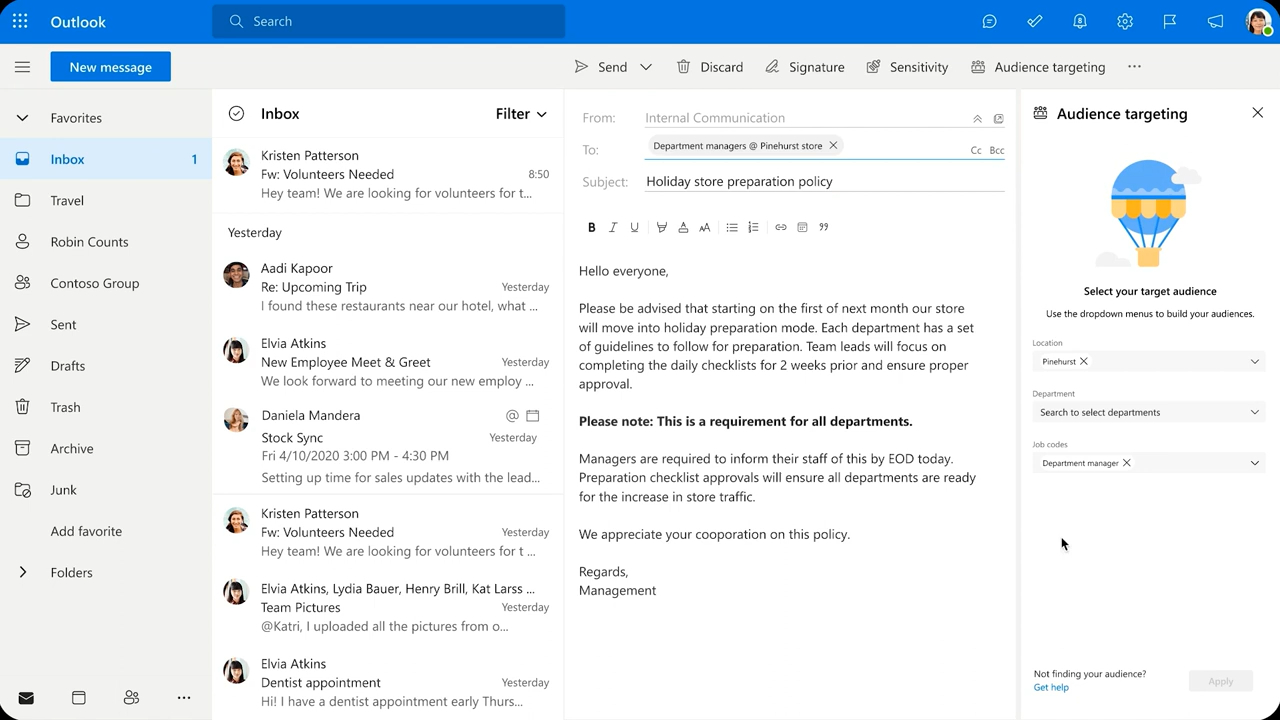 Outlook
Search
8
New message
Send
Discard
Signature
Sensitivity
Audience targeting
Favorites
Inbox 1
Travel
Robin Counts
Contoso Group
Sent
Drafts
Trash
Archive
Junk
Add favorite
Folders
Inbox
Filter
Kristen Patterson
Fw: Volunteers Needed 8:50
Hey team! We are looking for volunteers for t...
Yesterday
Aadi Kapoor
Re: Upcoming Trip Yesterday
I found these restaurants near our hotel, what ...
Elvia Atkins
New Employee Meet & Greet Yesterday
We look forward to meeting our new employ ...
Daniela Mandera @
Stock Sync Yesterday
Fri 4/10/2020 3:00 PM - 4:30 PM
Setting up time for sales updates with the lead...
Kristen Patterson
Fw: Volunteers Needed Yesterday
Hey team! We are looking for volunteers for t ...
Elvia Atkins, Lydia Bauer, Henry Brill, Kat Larss ...
Team Pictures Yesterday
@Katri, I uploaded all the pictures from o...
Elvia Atkins
Dentist appointment Yesterday
Hi! I have a dentist appointment early Thurs...
From: Internal Communication
To: Department managers @ Pinehurst store Cc Bcc
Subject: Holiday store preparation policy
B I U A AA
Hello everyone,
Please be advised that starting on the first of next month our store
will move into holiday preparation mode. Each department has a set
of guidelines to follow for preparation. Team leads will focus on
completing the daily checklists for 2 weeks prior and ensure proper
approval.
Please note: This is a requirement for all departments.
Managers are required to inform their staff of this by EOD today.
Preparation checklist approvals will ensure all departments are ready
for the increase in store traffic.
We appreciate your cooporation on this policy.
Regards,
Management
Audience targeting
Select your target audience
Use the dropdown menus to build your audiences.
Location
Pinehurst
Department
Search to select departments
Job codes
Department manager
Not finding your audience?
Get help
Apply